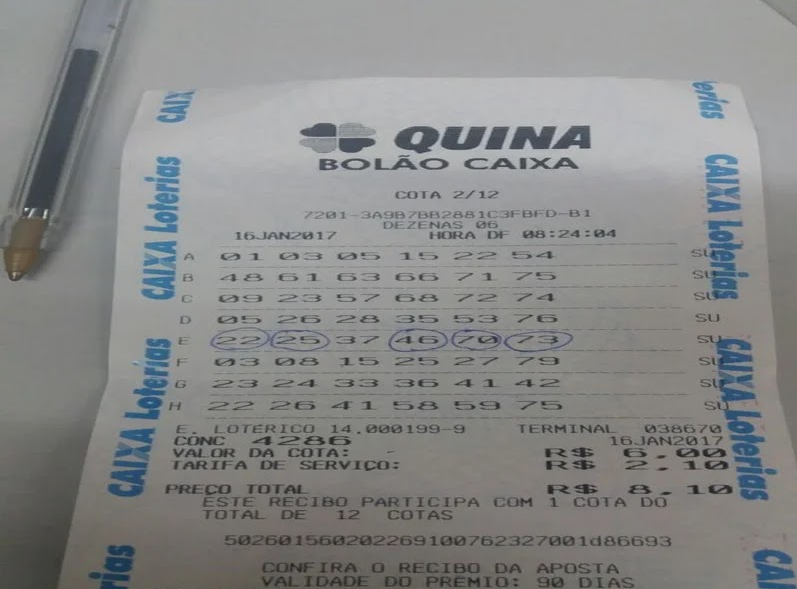 QUINA
BOLÃO CAIXA
COTA 2/12
7201-3A9B7BB2881C3FBFD-B1
DEZENAS 06
16JAN2017 HORA DF 08:24:04
A 01 03 05 15 22 54 SU
B 48 61 63 66 71 75 SU
C 09 23 57 68 72 74 SU
D 05 26 28 35 53 76 SU
E 22 25 37 46 70 73 SU
F 03 08 15 25 27 79 SU
G 23 24 33 36 41 42 SU
H 22 26 41 58 59 75 SU
E. LOTÉRICO 14.000199-9 TERMINAL 038670
CONC 4286 16JAN2017
VALOR DA COTA: R$ 6,00
TARIFA DE SERVIÇO: R$ 2,10
PREÇO TOTAL R$ 8,10
ESTE RECIBO PARTICIPA COM 1 COTA DO
TOTAL DE 12 COTAS
502601560202269100762327001d86693
CONFIRA O RECIBO DA APOSTA
VALIDADE DO PRÊMIO: 90 DIAS
CAIXA Loterias
CAIXA Loterias
CAIXA Loterias
CAIXA Loterias